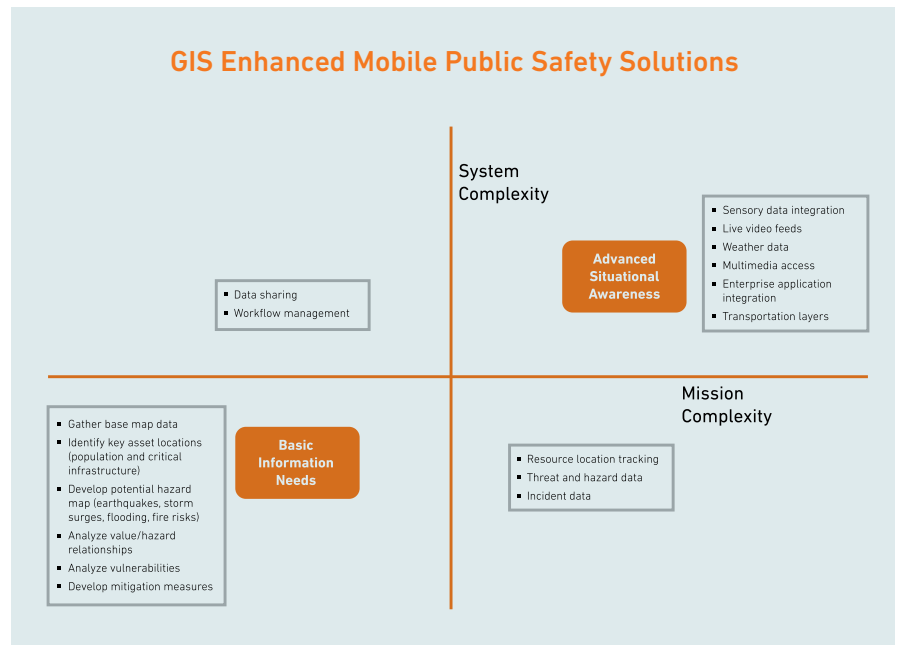 GIS Enhanced Mobile Public Safety Solutions
System
Complexity
▪ Sensory data integration
▪ Live video feeds
▪ Weather data
▪ Multimedia access
▪ Enterprise application
integration
▪ Transportation layers
Advanced
Situational
Awareness
▪ Data sharing
▪ Workflow management
Mission
Complexity
▪ Gather base map data
▪ Identify key asset locations
(population and critical
infrastructure)
▪ Develop potential hazard
map (earthquakes, storm
surges, flooding, fire risks)
▪ Analyze value/hazard
relationships
▪ Analyze vulnerabilities
▪ Develop mitigation measures
Basic
Information
Needs
▪ Resource location tracking
▪ Threat and hazard data
▪ Incident data